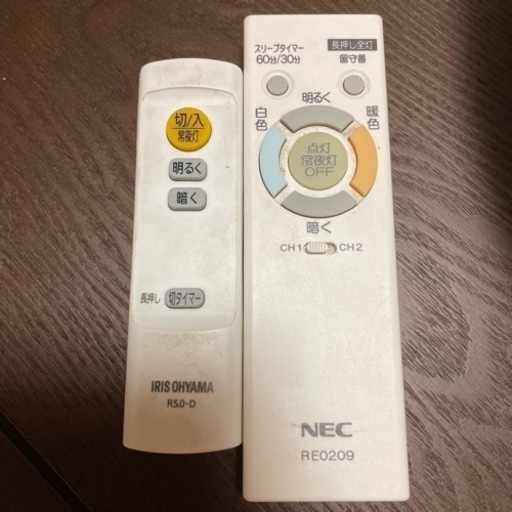 切/入
常夜灯
明るく
暗く
長押し 切タイマー
IRIS OHYAMA
R5.0-D
スリープタイマー
60分/30分
長押し全灯
留守番
明るく
白色
暖色
点灯
常夜灯
OFF
暗く
CH1 CH2
NEC
RE0209